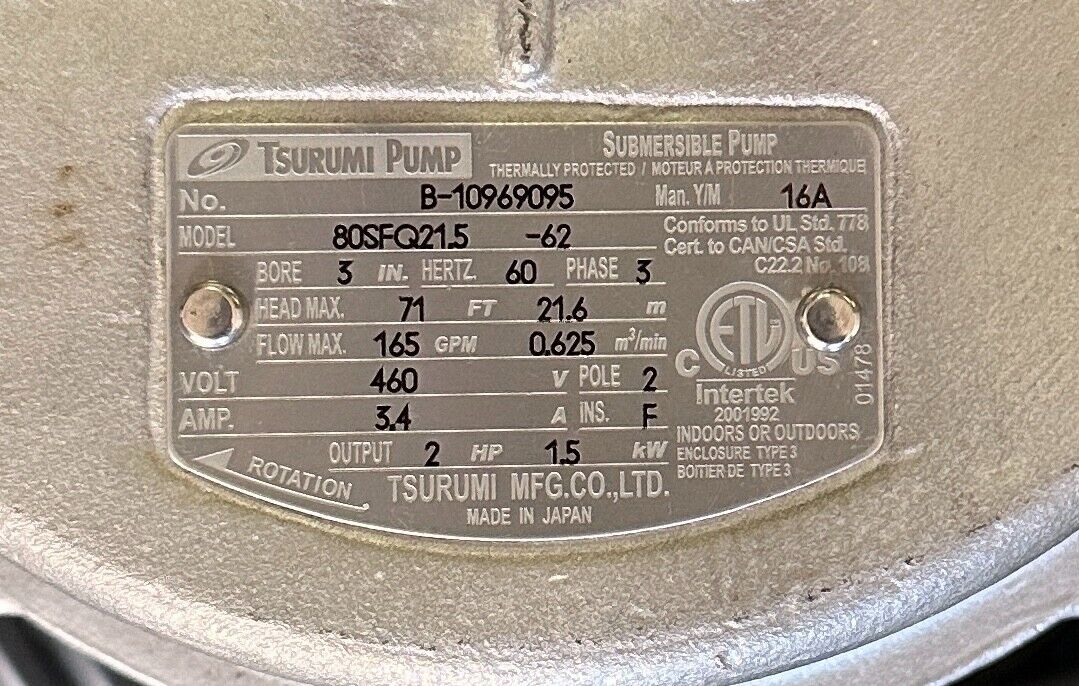 TSURUMI PUMP
SUBMERSIBLE PUMP
THERMALLY PROTECTED / MOTEUR A PROTECTION THERMIQUE
No. B-10969095 Man. Y/M 16A
MODEL 80SFQ21.5 -62
Conforms to UL Std. 778
Cert. to CAN/CSA Std.
C22.2 No. 108
BORE 3 IN. HERTZ. 60 PHASE 3
HEAD MAX. 71 FT 21.6 m
FLOW MAX. 165 GPM 0.625 m³/min
VOLT 460 V POLE 2
AMP. 3.4 A INS. F
OUTPUT 2 HP 1.5 kW
C ETL US
LISTED
Intertek
2001992
01478
INDOORS OR OUTDOORS
ENCLOSURE TYPE 3
BOITIER DE TYPE 3
ROTATION
TSURUMI MFG.CO.,LTD.
MADE IN JAPAN